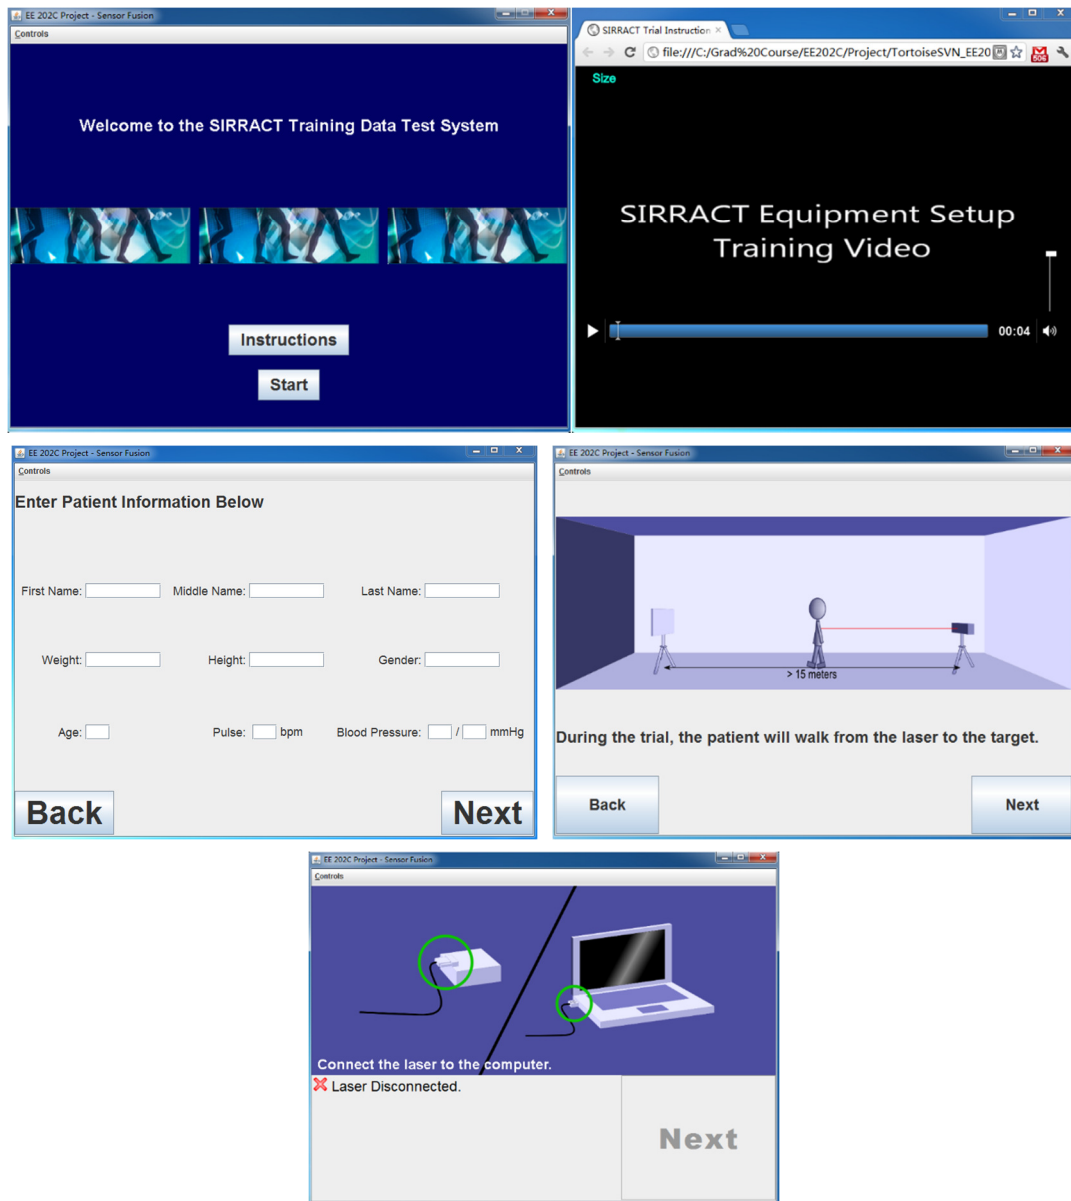 EE 202C Project - Sensor Fusion
Controls
Welcome to the SIRRACT Training Data Test System
Instructions
Start
SIRRACT Trial Instruction
file:///C:/Grad%20Course/EE202C/Project/TortoiseSVN_EE20
506
Size
SIRRACT Equipment Setup
Training Video
00:04
EE 202C Project - Sensor Fusion
Controls
Enter Patient Information Below
First Name: Middle Name: Last Name:
Weight: Height: Gender:
Age: Pulse: bpm Blood Pressure: / mmHg
Back Next
EE 202C Project - Sensor Fusion
Controls
> 15 meters
During the trial, the patient will walk from the laser to the target.
Back Next
EE 202C Project - Sensor Fusion
Controls
Connect the laser to the computer.
Laser Disconnected.
Next